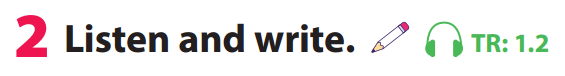 2 Listen and write. TR: 1.2